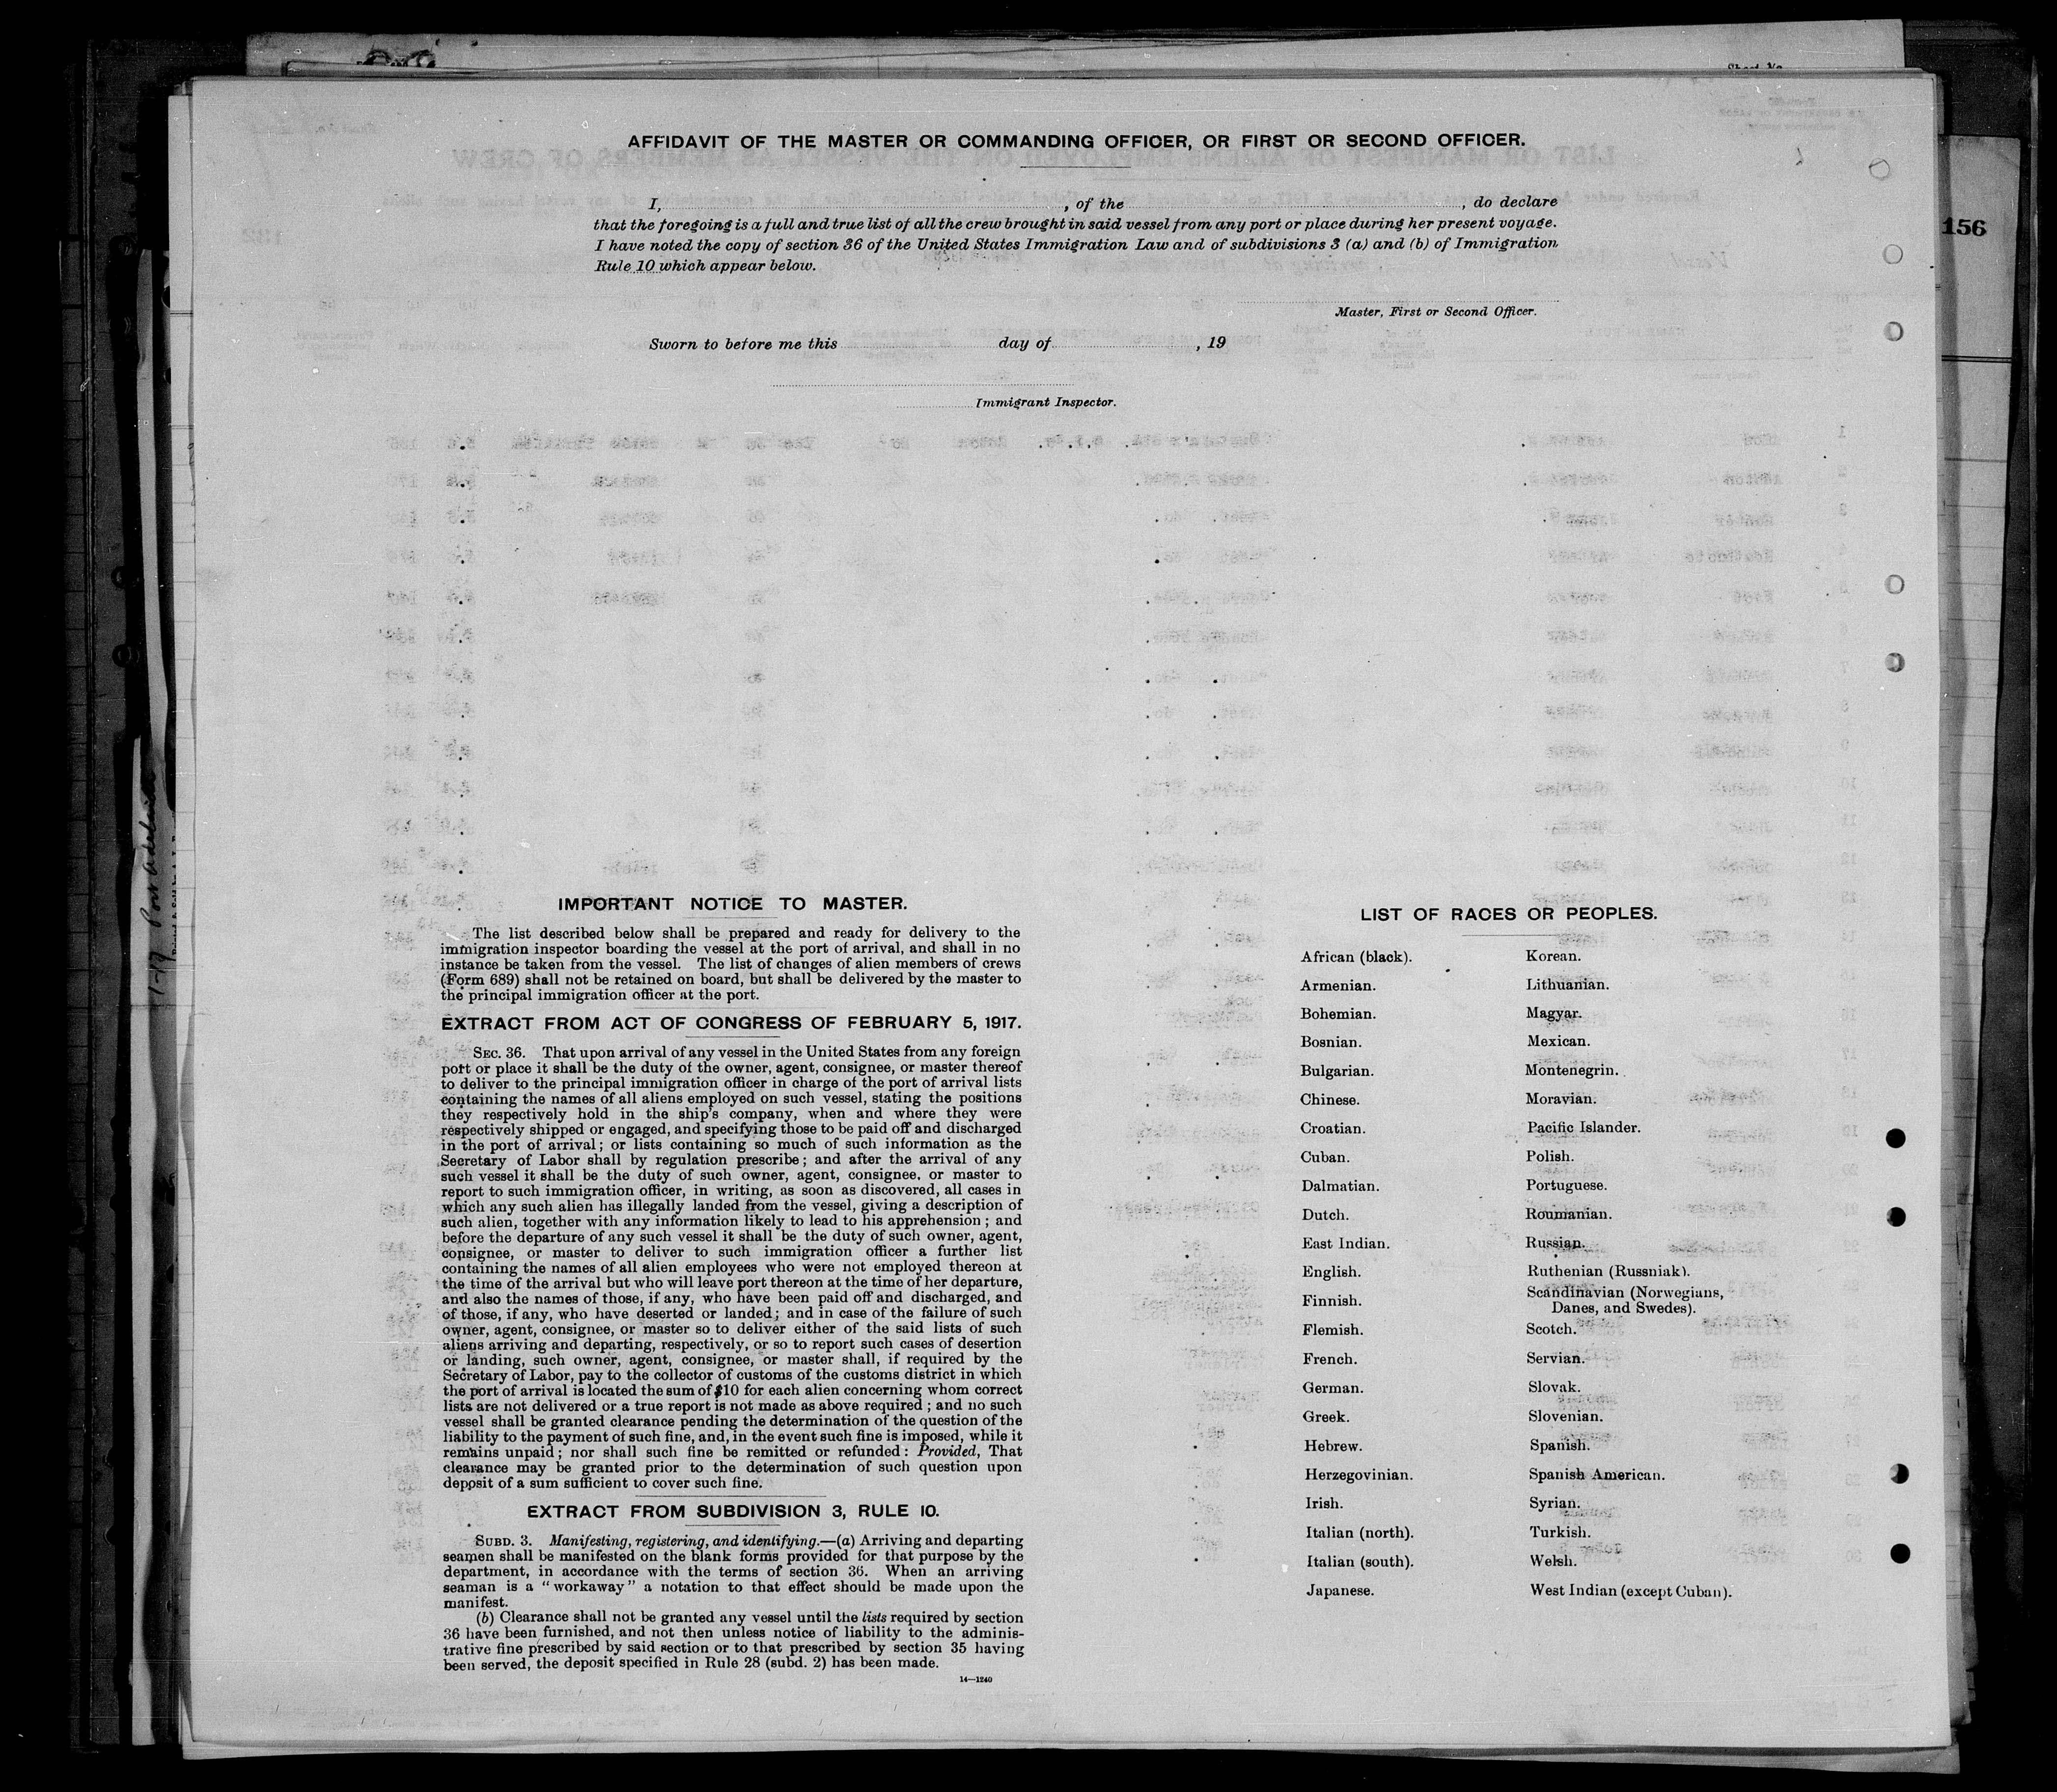 AFFIDAVIT OF THE MASTER OR COMMANDING OFFICER, OR FIRST OR SECOND OFFICER.
I, , of the , do declare
that the foregoing is a full and true list of all the crew brought in said vessel from any port or place during her present voyage.
I have noted the copy of section 36 of the United States Immigration Law and of subdivisions 3 (a) and (b) of Immigration
Rule 10 which appear below.
Master, First or Second Officer.
Sworn to before me this day of , 19
Immigrant Inspector.
156
IMPORTANT NOTICE TO MASTER.
The list described below shall be prepared and ready for delivery to the
immigration inspector boarding the vessel at the port of arrival, and shall in no
instance be taken from the vessel. The list of changes of alien members of crews
(Form 689) shall not be retained on board, but shall be delivered by the master to
the principal immigration officer at the port.
EXTRACT FROM ACT OF CONGRESS OF FEBRUARY 5, 1917.
SEC. 36. That upon arrival of any vessel in the United States from any foreign
port or place it shall be the duty of the owner, agent, consignee, or master thereof
to deliver to the principal immigration officer in charge of the port of arrival lists
containing the names of all aliens employed on such vessel, stating the positions
they respectively hold in the ship's company, when and where they were
respectively shipped or engaged, and specifying those to be paid off and discharged
in the port of arrival; or lists containing so much of such information as the
Secretary of Labor shall by regulation prescribe; and after the arrival of any
such vessel it shall be the duty of such owner, agent, consignee, or master to
report to such immigration officer, in writing, as soon as discovered, all cases in
which any such alien has illegally landed from the vessel, giving a description of
such alien, together with any information likely to lead to his apprehension; and
before the departure of any such vessel it shall be the duty of such owner, agent,
consignee, or master to deliver to such immigration officer a further list
containing the names of all alien employees who were not employed thereon at
the time of the arrival but who will leave port thereon at the time of her departure,
and also the names of those, if any, who have been paid off and discharged, and
of those, if any, who have deserted or landed; and in case of the failure of such
owner, agent, consignee, or master so to deliver either of the said lists of such
aliens arriving and departing, respectively, or so to report such cases of desertion
or landing, such owner, agent, consignee, or master shall, if required by the
Secretary of Labor, pay to the collector of customs of the customs district in which
the port of arrival is located the sum of $10 for each alien concerning whom correct
lists are not delivered or a true report is not made as above required; and no such
vessel shall be granted clearance pending the determination of the question of the
liability to the payment of such fine, and, in the event such fine is imposed, while it
remains unpaid; nor shall such fine be remitted or refunded: Provided, That
clearance may be granted prior to the determination of such question upon
deposit of a sum sufficient to cover such fine.
EXTRACT FROM SUBDIVISION 3, RULE 10.
SUBD. 3. Manifesting, registering, and identifying.—(a) Arriving and departing
seamen shall be manifested on the blank forms provided for that purpose by the
department, in accordance with the terms of section 36. When an arriving
seaman is a "workaway" a notation to that effect should be made upon the
manifest.
(b) Clearance shall not be granted any vessel until the lists required by section
36 have been furnished, and not then unless notice of liability to the adminis-
trative fine prescribed by said section or to that prescribed by section 35 having
been served, the deposit specified in Rule 28 (subd. 2) has been made.
14—1240
LIST OF RACES OR PEOPLES.
African (black).
Armenian.
Bohemian.
Bosnian.
Bulgarian.
Chinese.
Croatian.
Cuban.
Dalmatian.
Dutch.
East Indian.
English.
Finnish.
Flemish.
French.
German.
Greek.
Hebrew.
Herzegovinian.
Irish.
Italian (north).
Italian (south).
Japanese.
Korean.
Lithuanian.
Magyar.
Mexican.
Montenegrin.
Moravian.
Pacific Islander.
Polish.
Portuguese.
Roumanian.
Russian.
Ruthenian (Russniak).
Scandinavian (Norwegians,
Danes, and Swedes).
Scotch.
Servian.
Slovak.
Slovenian.
Spanish.
Spanish American.
Syrian.
Turkish.
Welsh.
West Indian (except Cuban).